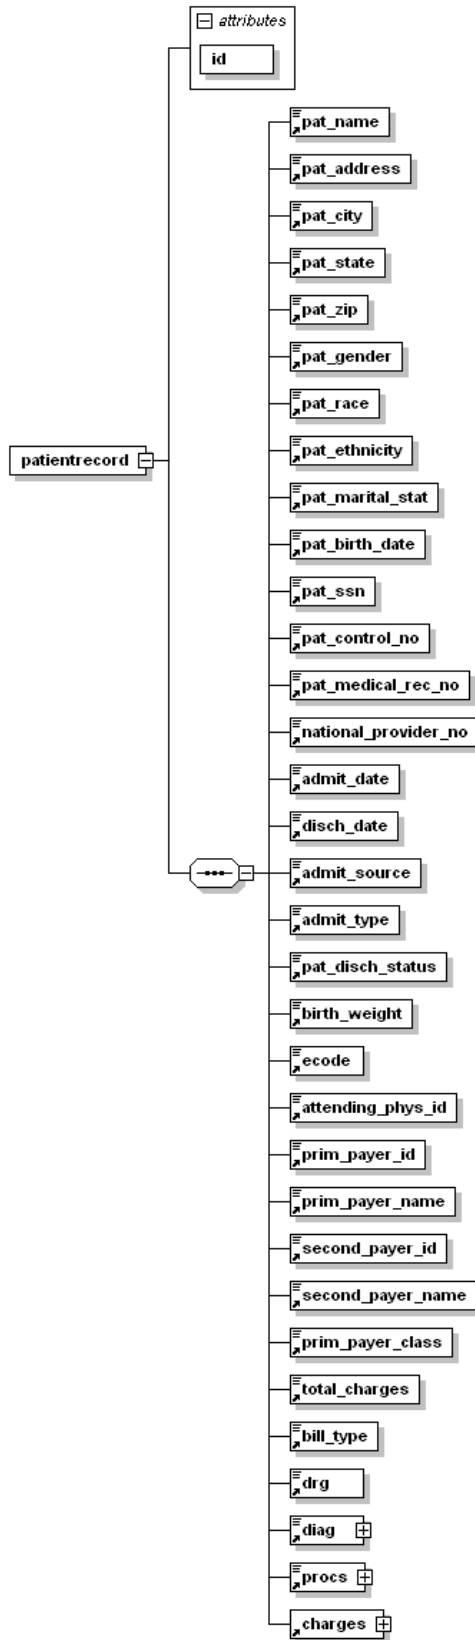 attributes
id
pat_name
pat_address
pat_city
pat_state
pat_zip
pat_gender
pat_race
pat_ethnicity
patientrecord
pat_marital_stat
pat_birth_date
pat_ssn
pat_control_no
pat_medical_rec_no
national_provider_no
admit_date
disch_date
admit_source
admit_type
pat_disch_status
birth_weight
ecode
attending_phys_id
prim_payer_id
prim_payer_name
second_payer_id
second_payer_name
prim_payer_class
total_charges
bill_type
drg
diag
procs
charges